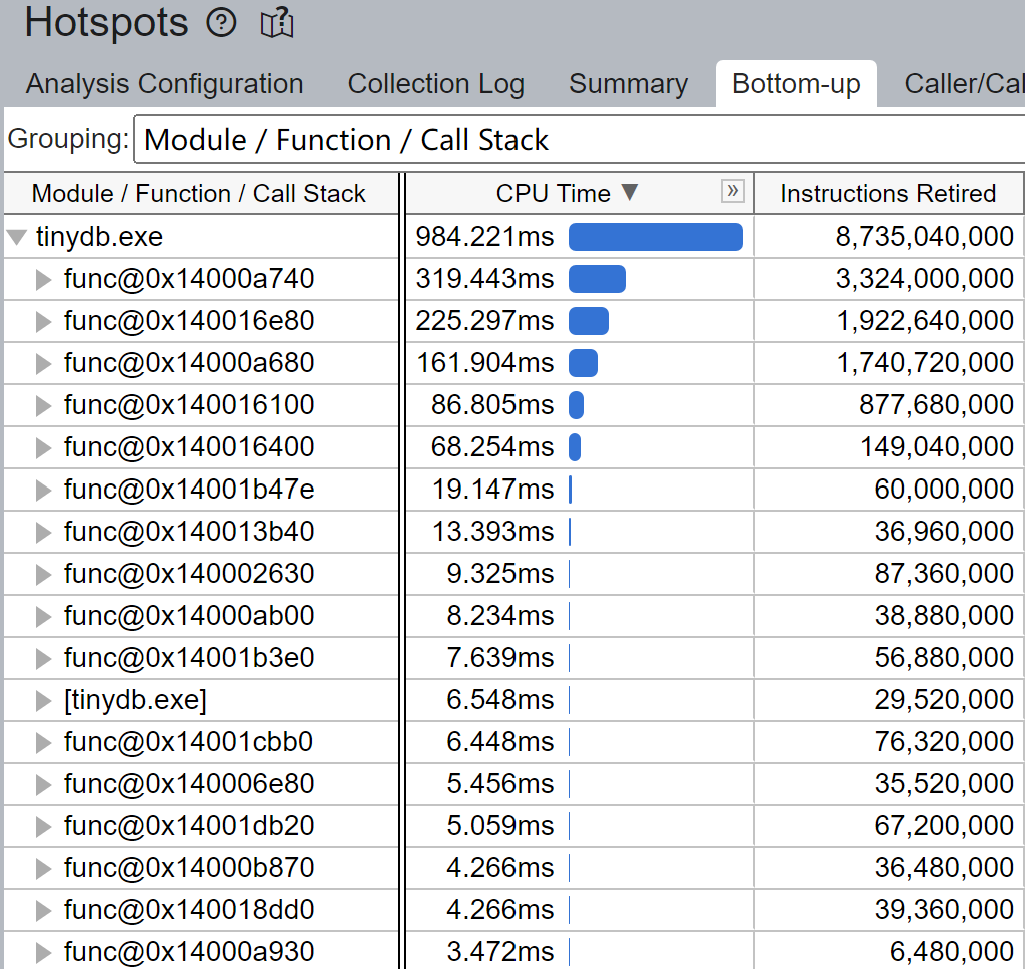 Hotspots ? ?
Analysis Configuration Collection Log Summary Bottom-up Caller/Cal
Grouping: Module / Function / Call Stack
Module / Function / Call Stack CPU Time ▼ » Instructions Retired
tinydb.exe 984.221ms 8,735,040,000
func@0x14000a740 319.443ms 3,324,000,000
func@0x140016e80 225.297ms 1,922,640,000
func@0x14000a680 161.904ms 1,740,720,000
func@0x140016100 86.805ms 877,680,000
func@0x140016400 68.254ms 149,040,000
func@0x14001b47e 19.147ms 60,000,000
func@0x140013b40 13.393ms 36,960,000
func@0x140002630 9.325ms 87,360,000
func@0x14000ab00 8.234ms 38,880,000
func@0x14001b3e0 7.639ms 56,880,000
[tinydb.exe] 6.548ms 29,520,000
func@0x14001cbb0 6.448ms 76,320,000
func@0x140006e80 5.456ms 35,520,000
func@0x14001db20 5.059ms 67,200,000
func@0x14000b870 4.266ms 36,480,000
func@0x140018dd0 4.266ms 39,360,000
func@0x14000a930 3.472ms 6,480,000